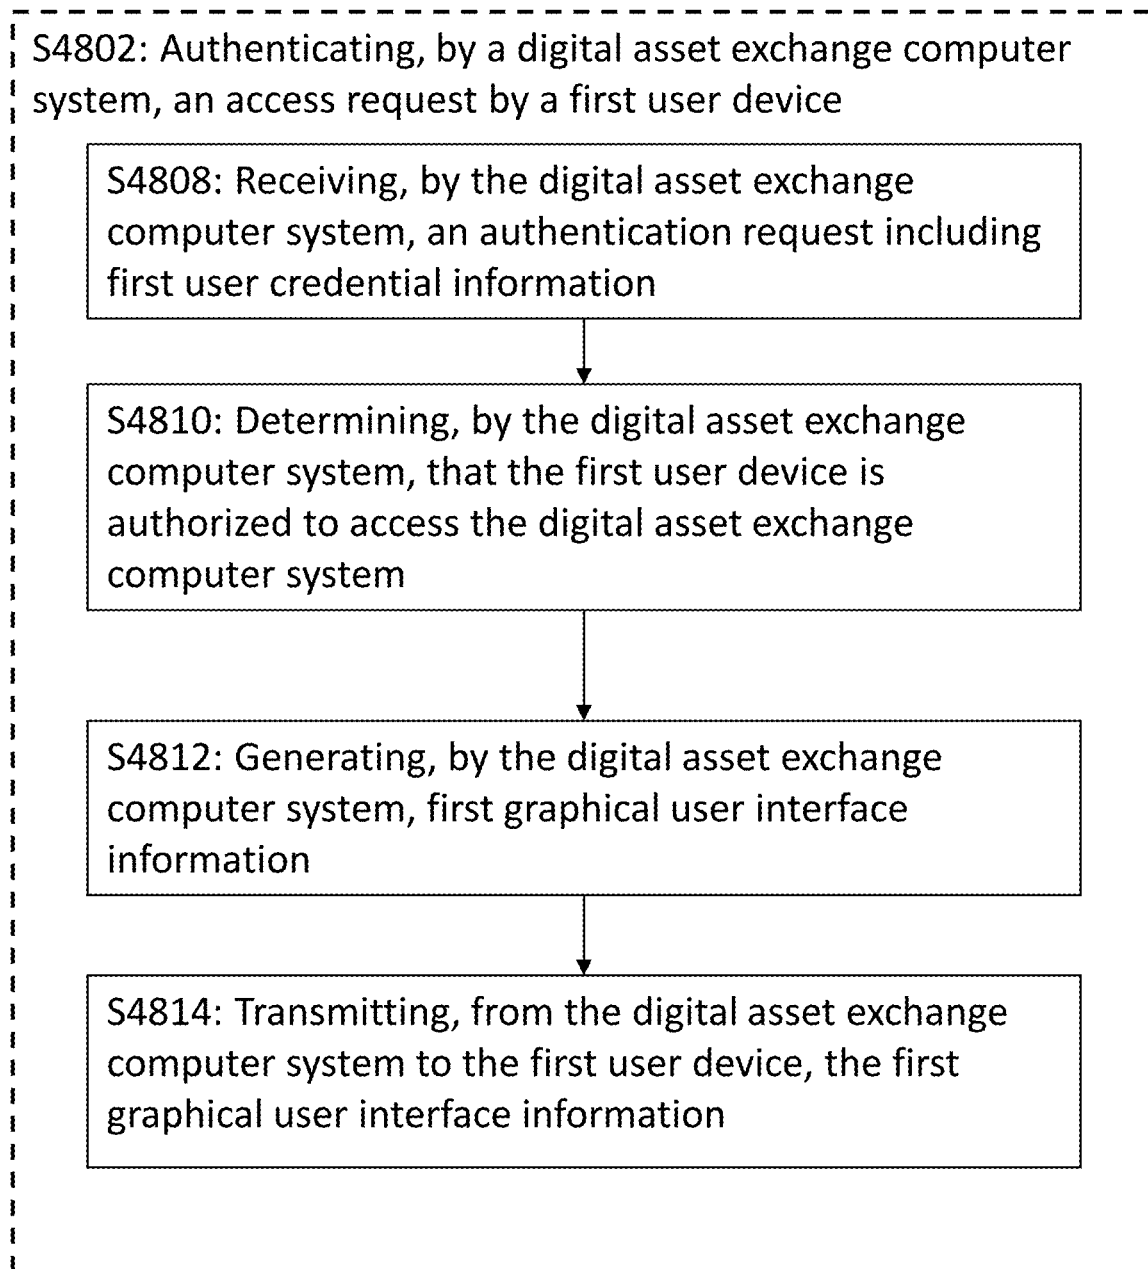 S4802: Authenticating, by a digital asset exchange computer
system, an access request by a first user device
S4808: Receiving, by the digital asset exchange
computer system, an authentication request including
first user credential information
S4810: Determining, by the digital asset exchange
computer system, that the first user device is
authorized to access the digital asset exchange
computer system
S4812: Generating, by the digital asset exchange
computer system, first graphical user interface
information
S4814: Transmitting, from the digital asset exchange
computer system to the first user device, the first
graphical user interface information